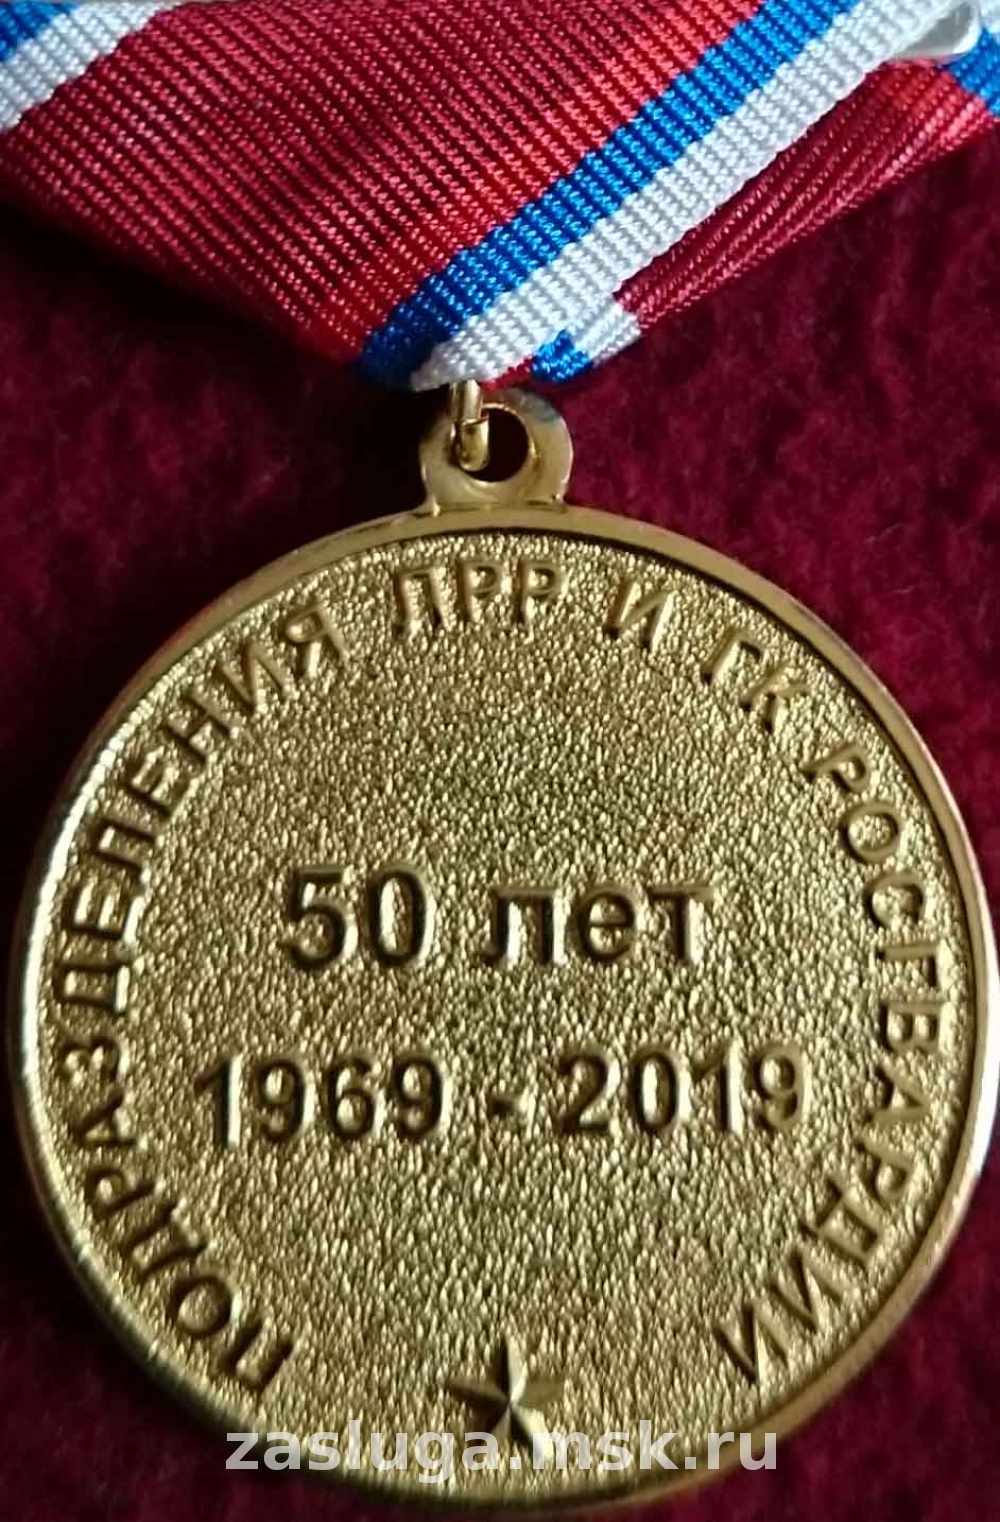 ПОДРАЗДЕЛЕНИЯ ЛРР И ГК РОСГВАРДИИ
50 лет
1969 - 2019
zasluga.msk.ru